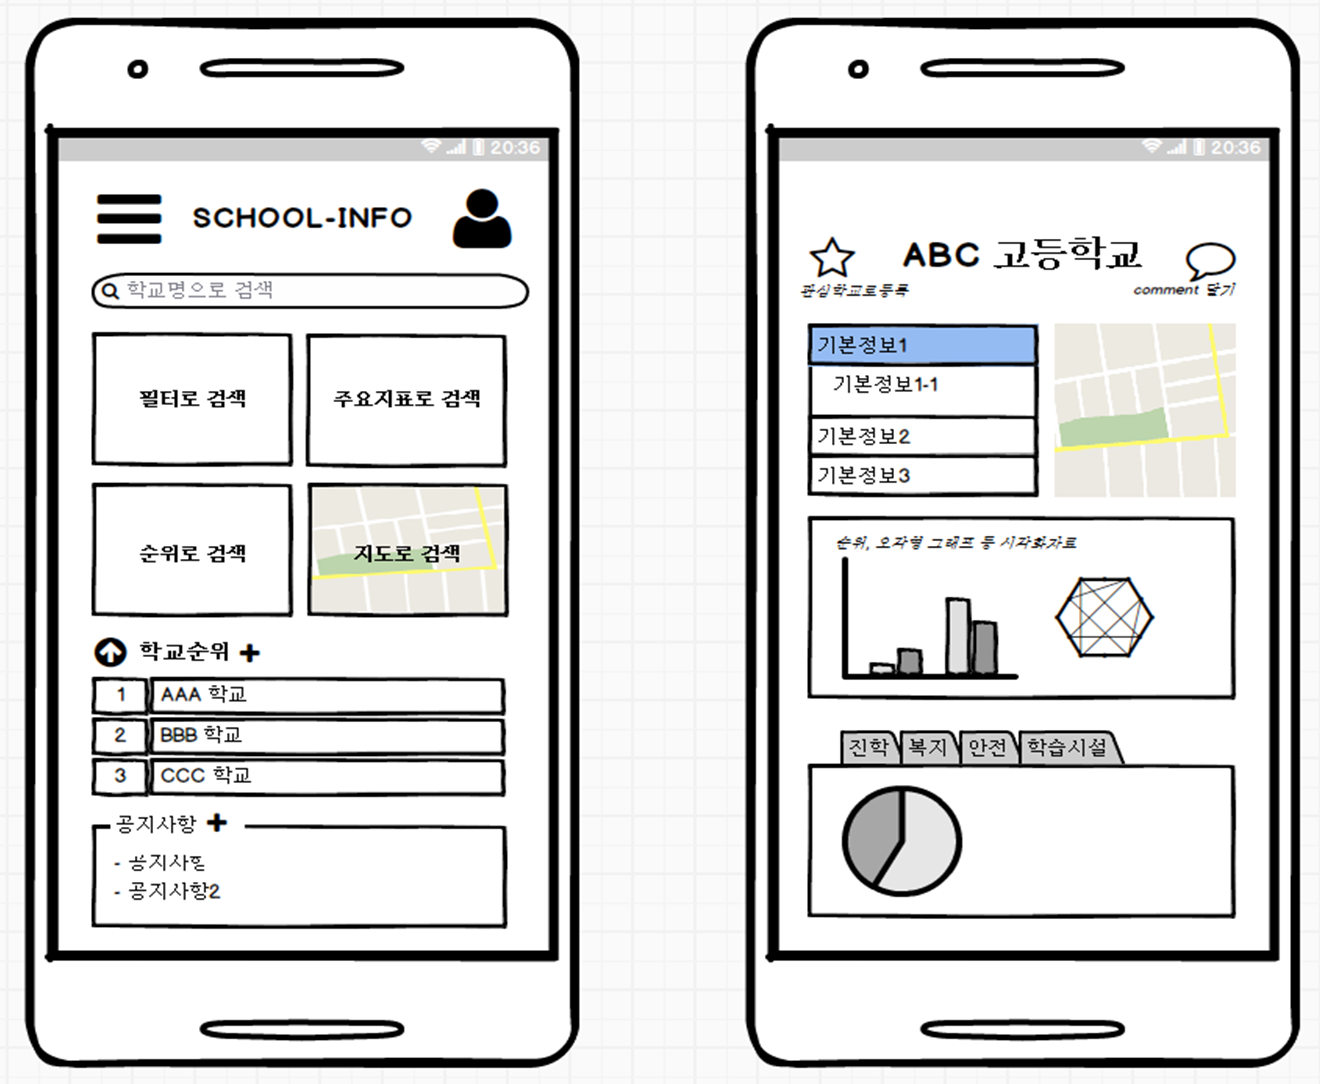 20:36
SCHOOL-INFO
학교명으로 검색
필터로 검색
주요지표로 검색
순위로 검색
지도로 검색
학교순위 +
1 AAA 학교
2 BBB 학교
3 CCC 학교
공지사항 +
- 공지사항
- 공지사항2
20:36
ABC 고등학교
관심학교로등록
comment 달기
기본정보1
기본정보1-1
기본정보2
기본정보3
순위, 오각형 그래프 등 시각화자료
진학 복지 안전 학습시설